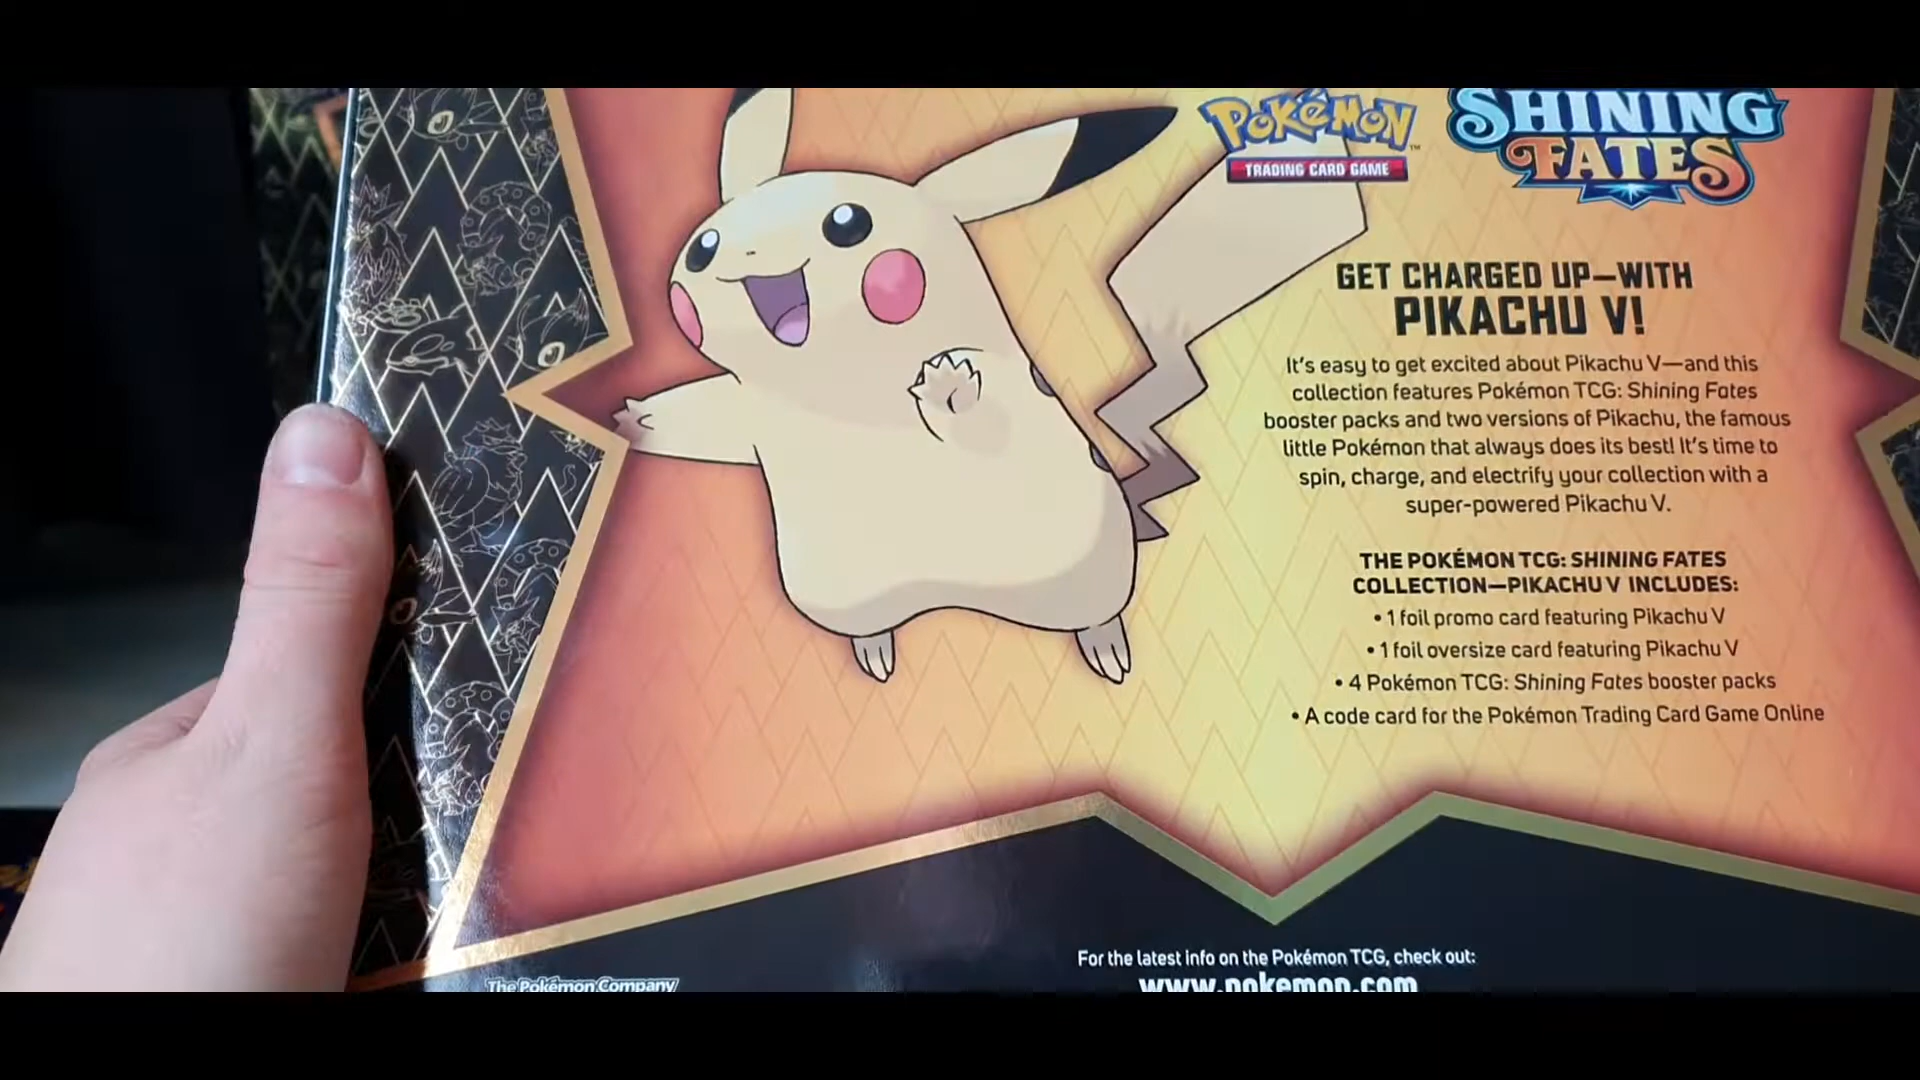 Pokémon
TRADING CARD GAME
SHINING
FATES
GET CHARGED UP—WITH
PIKACHU V!
It's easy to get excited about Pikachu V—and this
collection features Pokémon TCG: Shining Fates
booster packs and two versions of Pikachu, the famous
little Pokémon that always does its best! It's time to
spin, charge, and electrify your collection with a
super-powered Pikachu V.
THE POKÉMON TCG: SHINING FATES
COLLECTION—PIKACHU V INCLUDES:
• 1 foil promo card featuring Pikachu V
• 1 foil oversize card featuring Pikachu V
• 4 Pokémon TCG: Shining Fates booster packs
• A code card for the Pokémon Trading Card Game Online
For the latest info on the Pokémon TCG, check out:
www.pokemon.com
The Pokémon Company